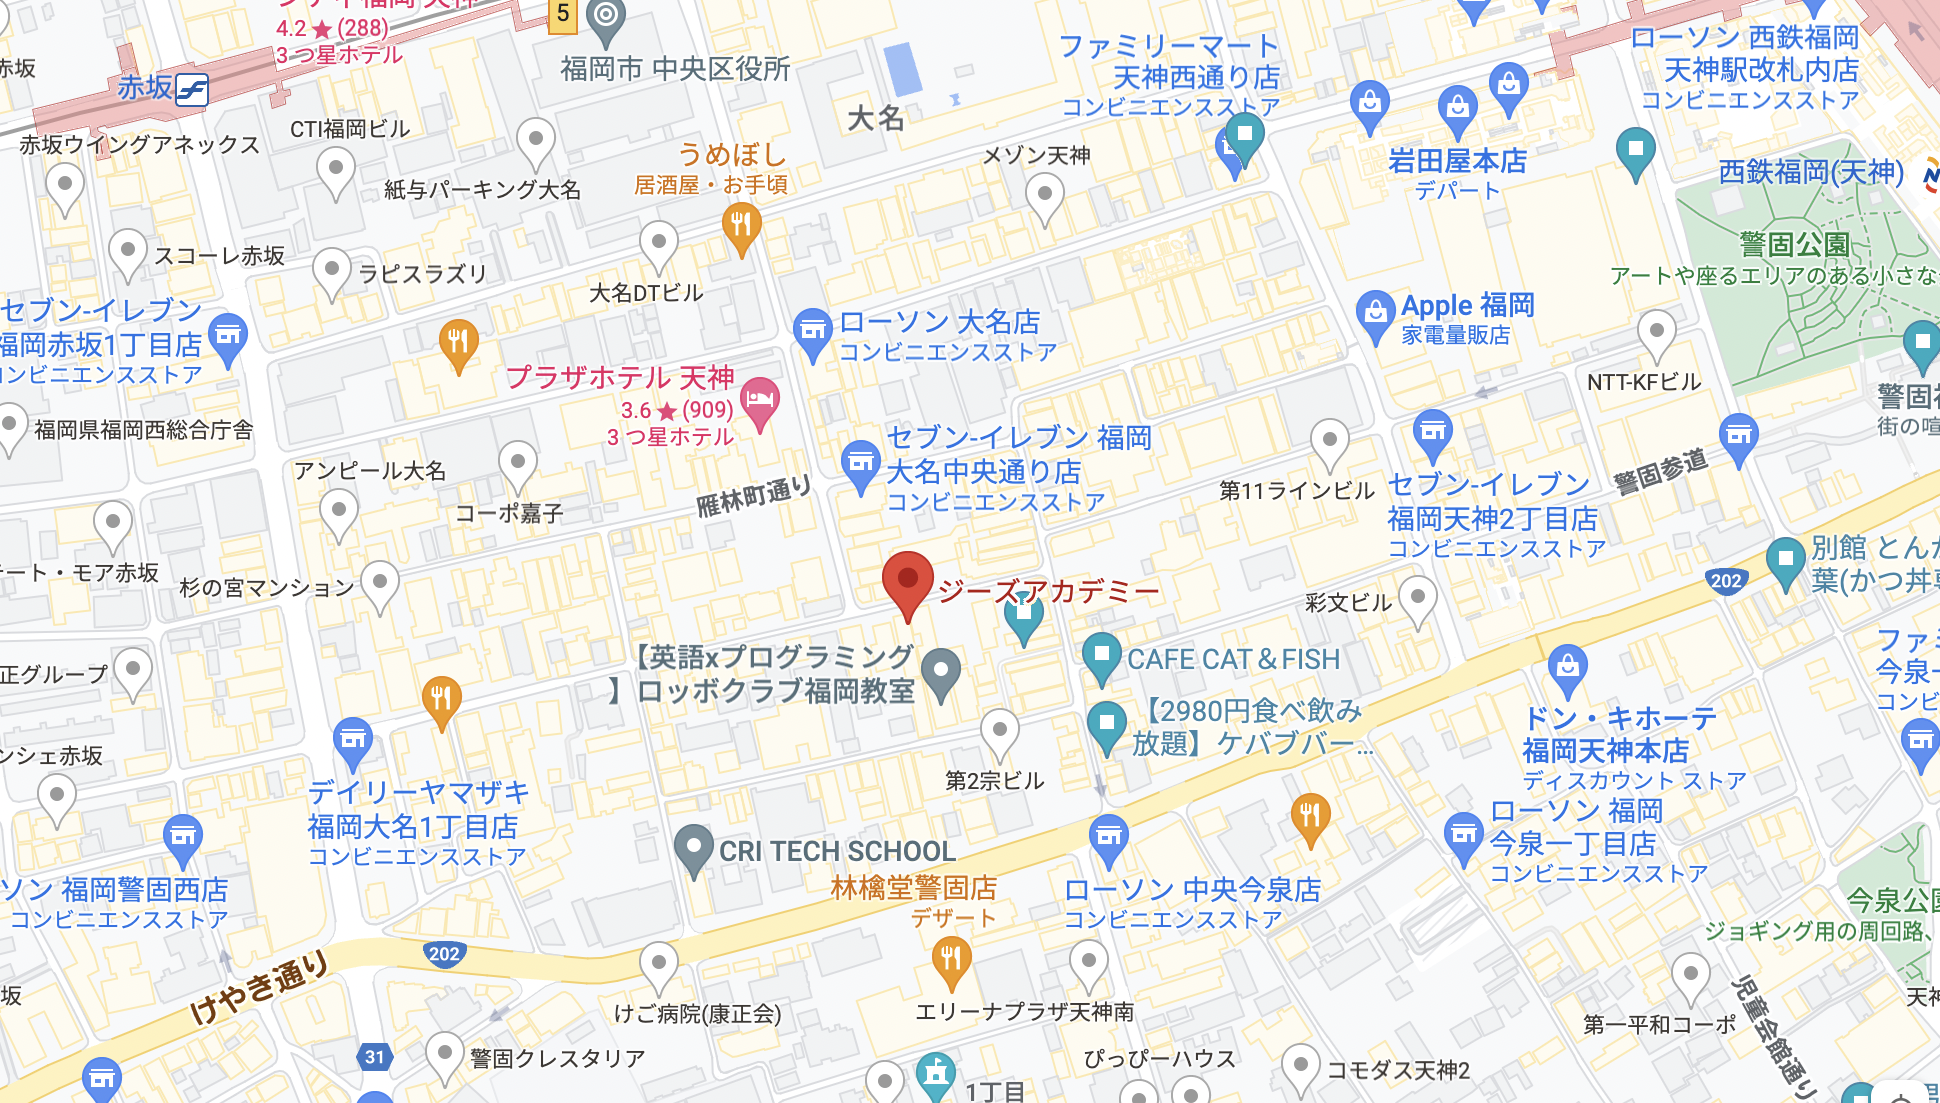 4.2 ★ (288)
3 つ星ホテル
5
福岡市 中央区役所
赤坂
赤坂
大名
ファミリーマート
天神西通り店
コンビニエンスストア
ローソン 西鉄福岡
天神駅改札内店
コンビニエンスストア
赤坂ウイングアネックス
CTI福岡ビル
紙与パーキング大名
うめぼし
居酒屋・お手頃
メゾン天神
岩田屋本店
デパート
西鉄福岡(天神)
スコーレ赤坂
ラピスラズリ
大名DTビル
警固公園
アートや座るエリアのある小さな
セブン-イレブン
福岡赤坂1丁目店
コンビニエンスストア
ローソン 大名店
コンビニエンスストア
Apple 福岡
家電量販店
NTT-KFビル
プラザホテル 天神
3.6 ★ (909)
3 つ星ホテル
警固
街の喧
福岡県福岡西総合庁舎
セブン-イレブン 福岡
大名中央通り店
コンビニエンスストア
アンピール大名
コーポ嘉子
雁林町通り
第11ラインビル
セブン-イレブン
福岡天神2丁目店
コンビニエンスストア
警固参道
ート・モア赤坂
杉の宮マンション
ジーズアカデミー
彩文ビル
202
別館 とんか
葉(かつ丼専
正グループ
【英語xプログラミング
】ロッボクラブ福岡教室
CAFE CAT＆FISH
【2980円食べ飲み
放題】ケバブバー...
ファミ
今泉一
コンビ
ドン・キホーテ
福岡天神本店
ディスカウント ストア
ンシェ赤坂
第2宗ビル
デイリーヤマザキ
福岡大名1丁目店
コンビニエンスストア
ローソン 福岡
今泉一丁目店
コンビニエンスストア
CRI TECH SCHOOL
林檎堂警固店
デザート
ローソン 中央今泉店
コンビニエンスストア
ソン 福岡警固西店
コンビニエンスストア
今泉公園
ジョギング用の周回路、
202
けやき通り
坂
けご病院(康正会)
エリーナプラザ天神南
第一平和コーポ
天神
児童会館通り
31
警固クレスタリア
ぴっぴーハウス
コモダス天神2
1丁目